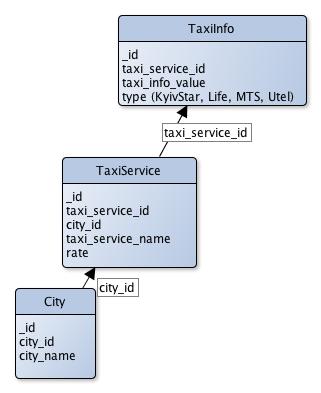 TaxiInfo
_id
taxi_service_id
taxi_info_value
type (KyivStar, Life, MTS, Utel)
taxi_service_id
TaxiService
_id
taxi_service_id
city_id
taxi_service_name
rate
city_id
City
_id
city_id
city_name